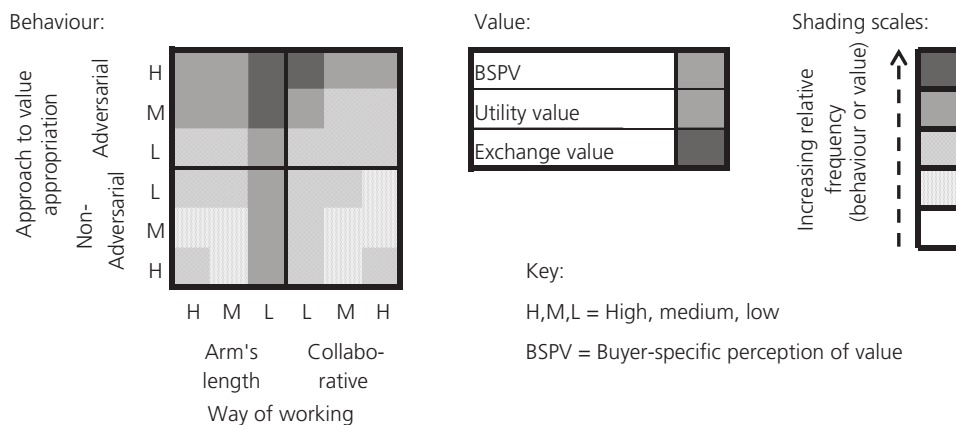 Behaviour:
Value:
Shading scales:
Approach to value
appropriation
Adversarial
Non-
Adversarial
H
M
L
L
M
H
H M L L M H
Arm's
length
Collabo-
rative
Way of working
BSPV
Utility value
Exchange value
Increasing relative
frequency
(behaviour or value)
Key:
H,M,L = High, medium, low
BSPV = Buyer-specific perception of value